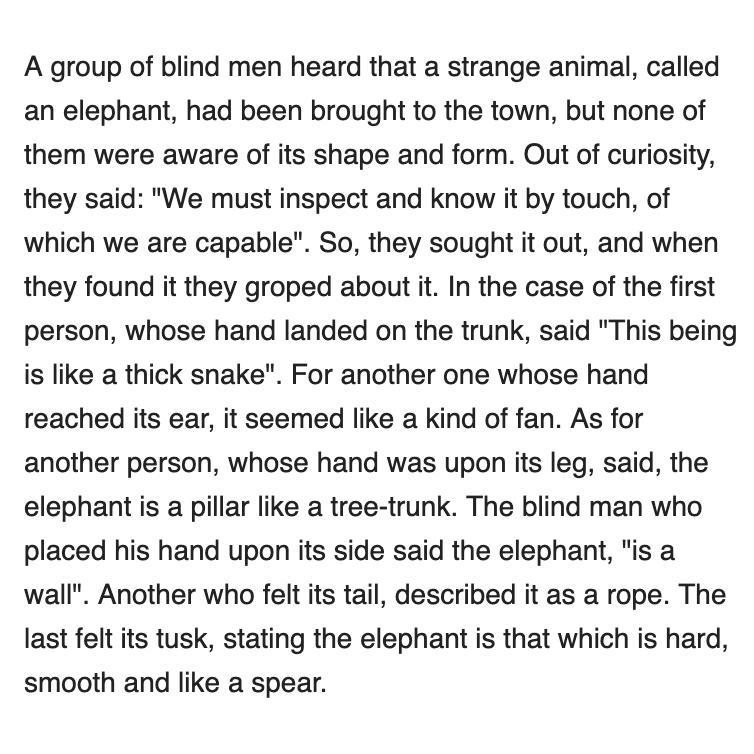 A group of blind men heard that a strange animal, called
an elephant, had been brought to the town, but none of
them were aware of its shape and form. Out of curiosity,
they said: "We must inspect and know it by touch, of
which we are capable". So, they sought it out, and when
they found it they groped about it. In the case of the first
person, whose hand landed on the trunk, said "This being
is like a thick snake". For another one whose hand
reached its ear, it seemed like a kind of fan. As for
another person, whose hand was upon its leg, said, the
elephant is a pillar like a tree-trunk. The blind man who
placed his hand upon its side said the elephant, "is a
wall". Another who felt its tail, described it as a rope. The
last felt its tusk, stating the elephant is that which is hard,
smooth and like a spear.